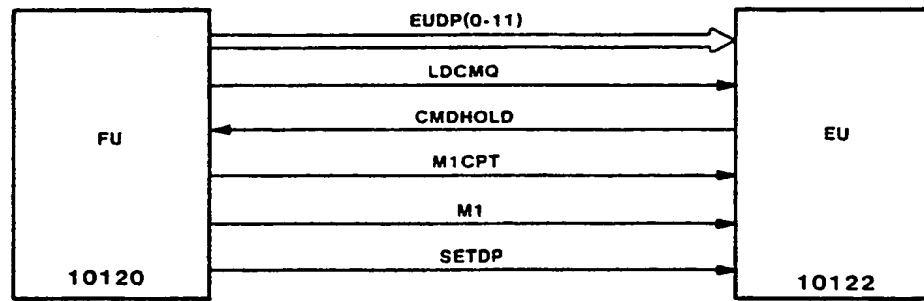 EUDP(0-11)
LDCMQ
CMDHOLD
FU
EU
M1CPT
M1
SETDP
10120
10122